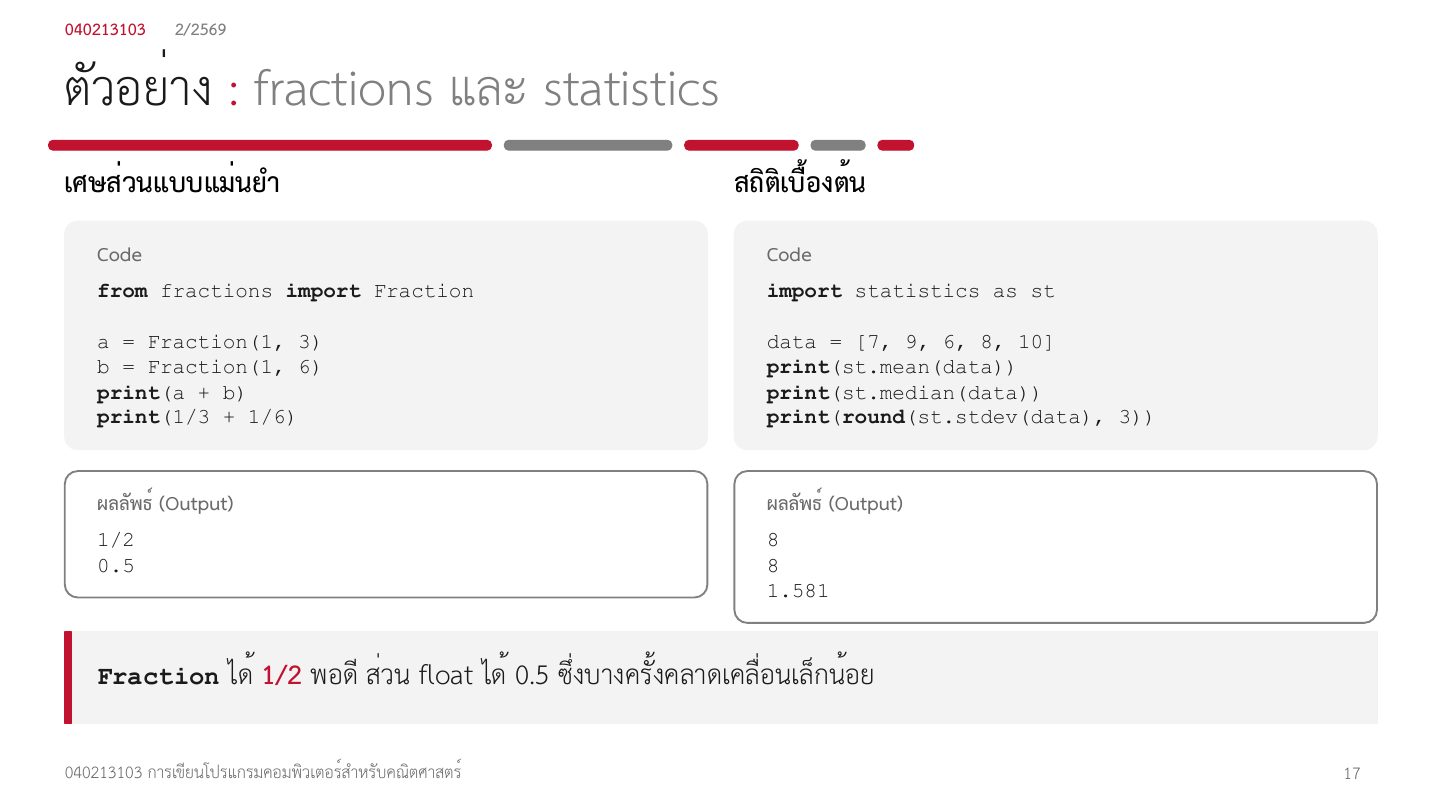 040213103 2/2569
ตัวอย่าง : fractions และ statistics
เศษส่วนแบบแม่นยำ
Code
from fractions import Fraction
a = Fraction(1, 3)
b = Fraction(1, 6)
print(a + b)
print(1/3 + 1/6)
ผลลัพธ์ (Output)
1/2
0.5
สถิติเบื้องต้น
Code
import statistics as st
data = [7, 9, 6, 8, 10]
print(st.mean(data))
print(st.median(data))
print(round(st.stdev(data), 3))
ผลลัพธ์ (Output)
8
8
1.581
Fraction ได้ 1/2 พอดี ส่วน float ได้ 0.5 ซึ่งบางครั้งคลาดเคลื่อนเล็กน้อย
040213103 การเขียนโปรแกรมคอมพิวเตอร์สำหรับคณิตศาสตร์
17